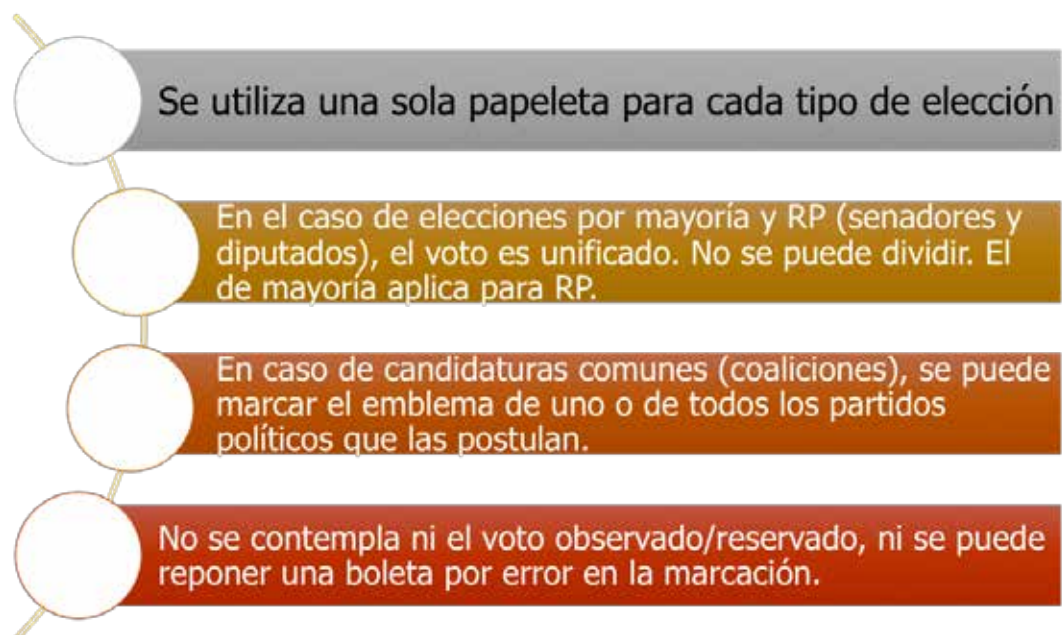 Se utiliza una sola papeleta para cada tipo de elección
En el caso de elecciones por mayoría y RP (senadores y
diputados), el voto es unificado. No se puede dividir. El
de mayoría aplica para RP.
En caso de candidaturas comunes (coaliciones), se puede
marcar el emblema de uno o de todos los partidos
políticos que las postulan.
No se contempla ni el voto observado/reservado, ni se puede
reponer una boleta por error en la marcación.